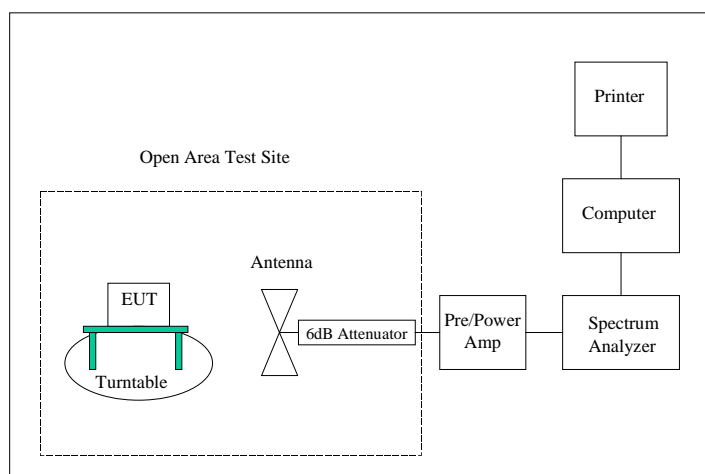 Printer
Open Area Test Site
Computer
Antenna
EUT
6dB Attenuator
Pre/Power
Amp
Spectrum
Analyzer
Turntable